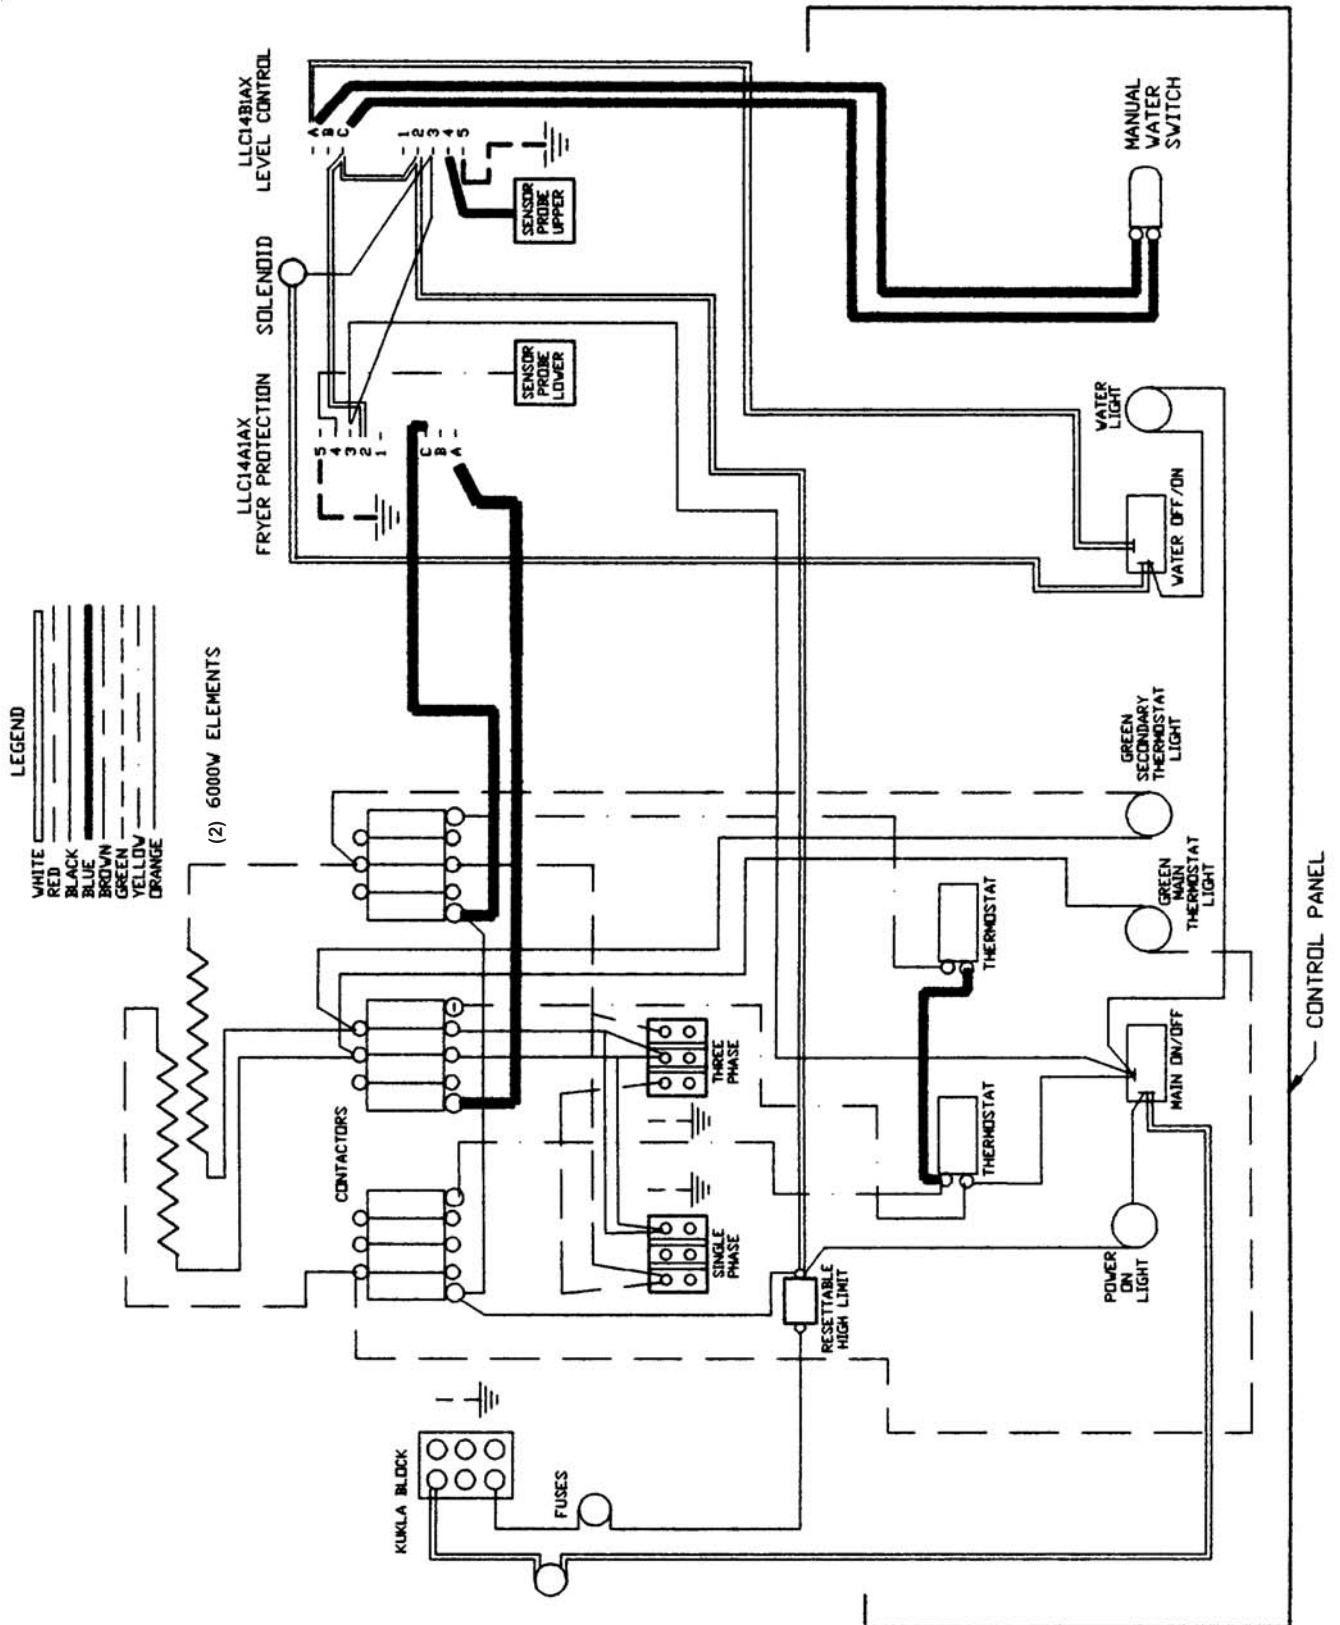 LEGEND
WHITE
RED
BLACK
BLUE
BROWN
GREEN
YELLOW
ORANGE
(2) 6000W ELEMENTS
LLC14B1AX
LEVEL CONTROL
A
B
C
1
2
3
4
5
SENSOR
PROBE
UPPER
SOLENOID
LLC14A1AX
FRYER PROTECTION
5
4
3
2
1
C
B
A
SENSOR
PROBE
LOWER
MANUAL
WATER
SWITCH
WATER
LIGHT
WATER OFF/ON
GREEN
SECONDARY
THERMOSTAT
LIGHT
GREEN
MAIN
THERMOSTAT
LIGHT
THERMOSTAT
THERMOSTAT
MAIN ON/OFF
POWER
ON
LIGHT
CONTACTORS
THREE
PHASE
SINGLE
PHASE
RESETTABLE
HIGH LIMIT
KUKLA BLOCK
FUSES
CONTROL PANEL